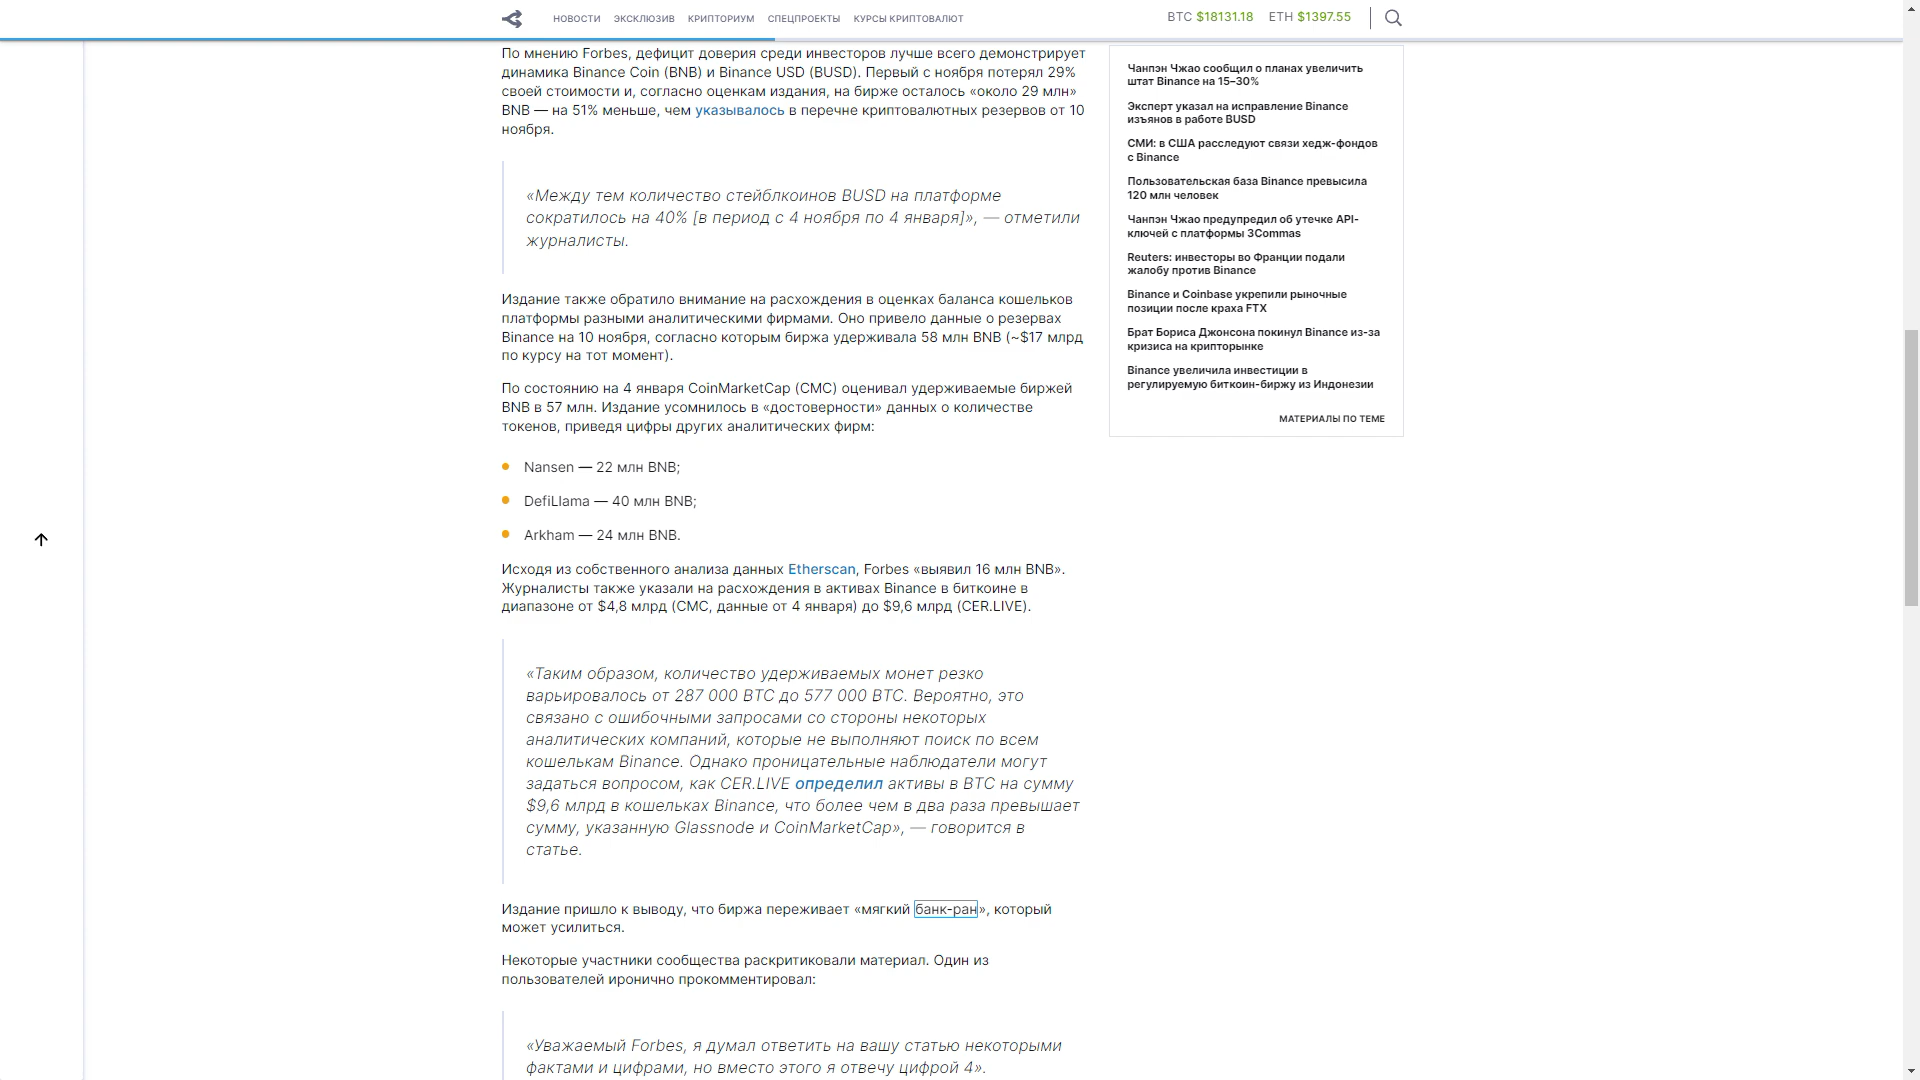 НОВОСТИ ЭКСКЛЮЗИВ КРИПТОРИУМ СПЕЦПРОЕКТЫ КУРСЫ КРИПТОВАЛЮТ
BTC $18131.18 ETH $1397.55
По мнению Forbes, дефицит доверия среди инвесторов лучше всего демонстрирует
динамика Binance Coin (BNB) и Binance USD (BUSD). Первый с ноября потерял 29%
своей стоимости и, согласно оценкам издания, на бирже осталось «около 29 млн»
BNB — на 51% меньше, чем указывалось в перечне криптовалютных резервов от 10
ноября.
«Между тем количество стейблкоинов BUSD на платформе
сократилось на 40% [в период с 4 ноября по 4 января]», — отметили
журналисты.
Издание также обратило внимание на расхождения в оценках баланса кошельков
платформы разными аналитическими фирмами. Оно привело данные о резервах
Binance на 10 ноября, согласно которым биржа удерживала 58 млн BNB (~$17 млрд
по курсу на тот момент).
По состоянию на 4 января CoinMarketCap (CMC) оценивал удерживаемые биржей
BNB в 57 млн. Издание усомнилось в «достоверности» данных о количестве
токенов, приведя цифры других аналитических фирм:
Nansen — 22 млн BNB;
DefiLlama — 40 млн BNB;
Arkham — 24 млн BNB.
Исходя из собственного анализа данных Etherscan, Forbes «выявил 16 млн BNB».
Журналисты также указали на расхождения в активах Binance в биткоине в
диапазоне от $4,8 млрд (CMC, данные от 4 января) до $9,6 млрд (CER.LIVE).
«Таким образом, количество удерживаемых монет резко
варьировалось от 287 000 BTC до 577 000 BTC. Вероятно, это
связано с ошибочными запросами со стороны некоторых
аналитических компаний, которые не выполняют поиск по всем
кошелькам Binance. Однако проницательные наблюдатели могут
задаться вопросом, как CER.LIVE определил активы в BTC на сумму
$9,6 млрд в кошельках Binance, что более чем в два раза превышает
сумму, указанную Glassnode и CoinMarketCap», — говорится в
статье.
Издание пришло к выводу, что биржа переживает «мягкий банк-ран», который
может усилиться.
Некоторые участники сообщества раскритиковали материал. Один из
пользователей иронично прокомментировал:
«Уважаемый Forbes, я думал ответить на вашу статью некоторыми
фактами и цифрами, но вместо этого я отвечу цифрой 4».
Чанпэн Чжао сообщил о планах увеличить
штат Binance на 15–30%
Эксперт указал на исправление Binance
изъянов в работе BUSD
СМИ: в США расследуют связи хедж-фондов
с Binance
Пользовательская база Binance превысила
120 млн человек
Чанпэн Чжао предупредил об утечке API-
ключей с платформы 3Commas
Reuters: инвесторы во Франции подали
жалобу против Binance
Binance и Coinbase укрепили рыночные
позиции после краха FTX
Брат Бориса Джонсона покинул Binance из-за
кризиса на крипторынке
Binance увеличила инвестиции в
регулируемую биткоин-биржу из Индонезии
МАТЕРИАЛЫ ПО ТЕМЕ